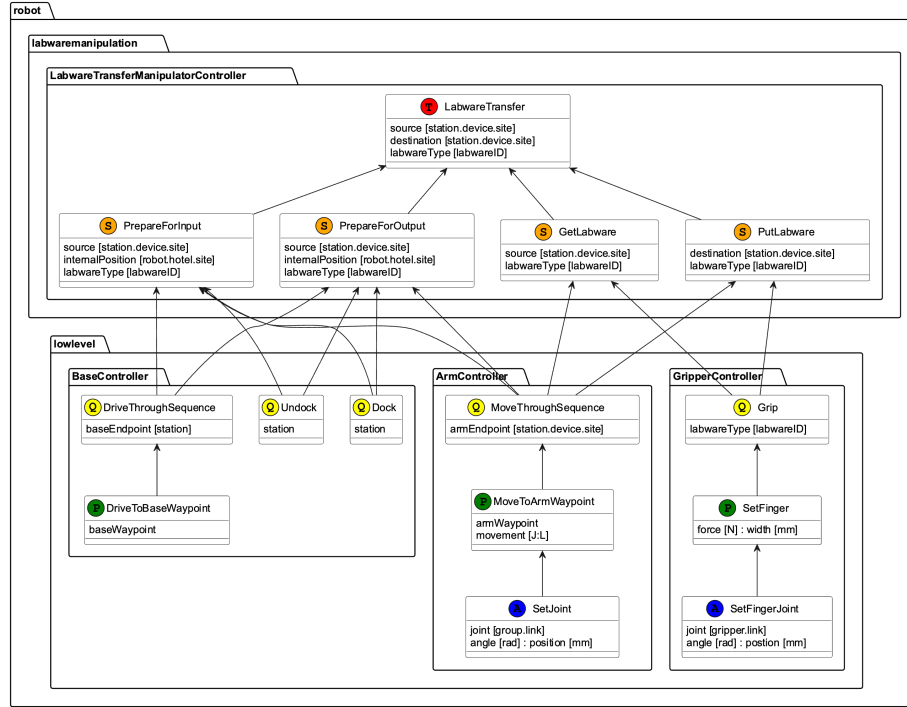 robot
labwaremanipulation
LabwareTransferManipulatorController
T LabwareTransfer
source [station.device.site]
destination [station.device.site]
labwareType [labwareID]
S PrepareForInput
source [station.device.site]
internalPosition [robot.hotel.site]
labwareType [labwareID]
S PrepareForOutput
source [station.device.site]
internalPosition [robot.hotel.site]
labwareType [labwareID]
S GetLabware
source [station.device.site]
labwareType [labwareID]
S PutLabware
destination [station.device.site]
labwareType [labwareID]
lowlevel
BaseController
Q DriveThroughSequence
baseEndpoint [station]
Q Undock
station
Q Dock
station
P DriveToBaseWaypoint
baseWaypoint
ArmController
Q MoveThroughSequence
armEndpoint [station.device.site]
P MoveToArmWaypoint
armWaypoint
movement [J:L]
A SetJoint
joint [group.link]
angle [rad] : position [mm]
GripperController
Q Grip
labwareType [labwareID]
P SetFinger
force [N] : width [mm]
A SetFingerJoint
joint [gripper.link]
angle [rad] : postion [mm]